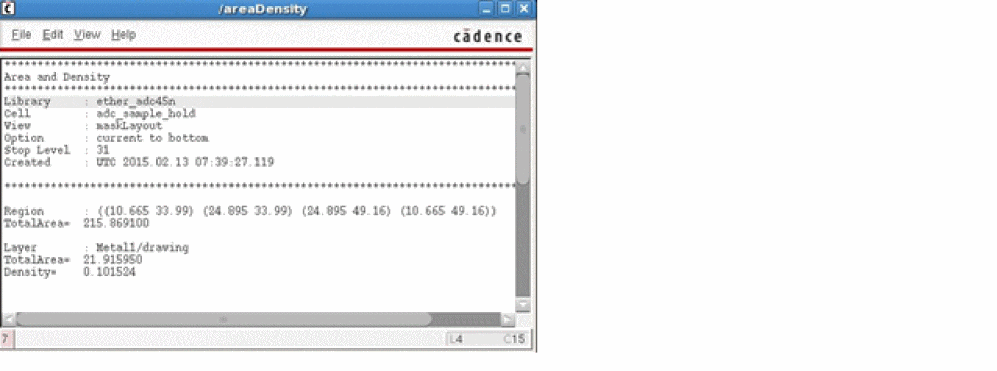 /areaDensity
File Edit View Help
cādence
********************************************************************************
Area and Density
********************************************************************************
Library : ether_adc45n
Cell : adc_sample_hold
View : maskLayout
Option : current to bottom
Stop Level : 31
Created : UTC 2015.02.13 07:39:27.119
********************************************************************************
Region : ((10.665 33.99) (24.895 33.99) (24.895 49.16) (10.665 49.16))
TotalArea= 215.869100
Layer : Metal1/drawing
TotalArea= 21.915950
Density= 0.101524
7 L4 C15